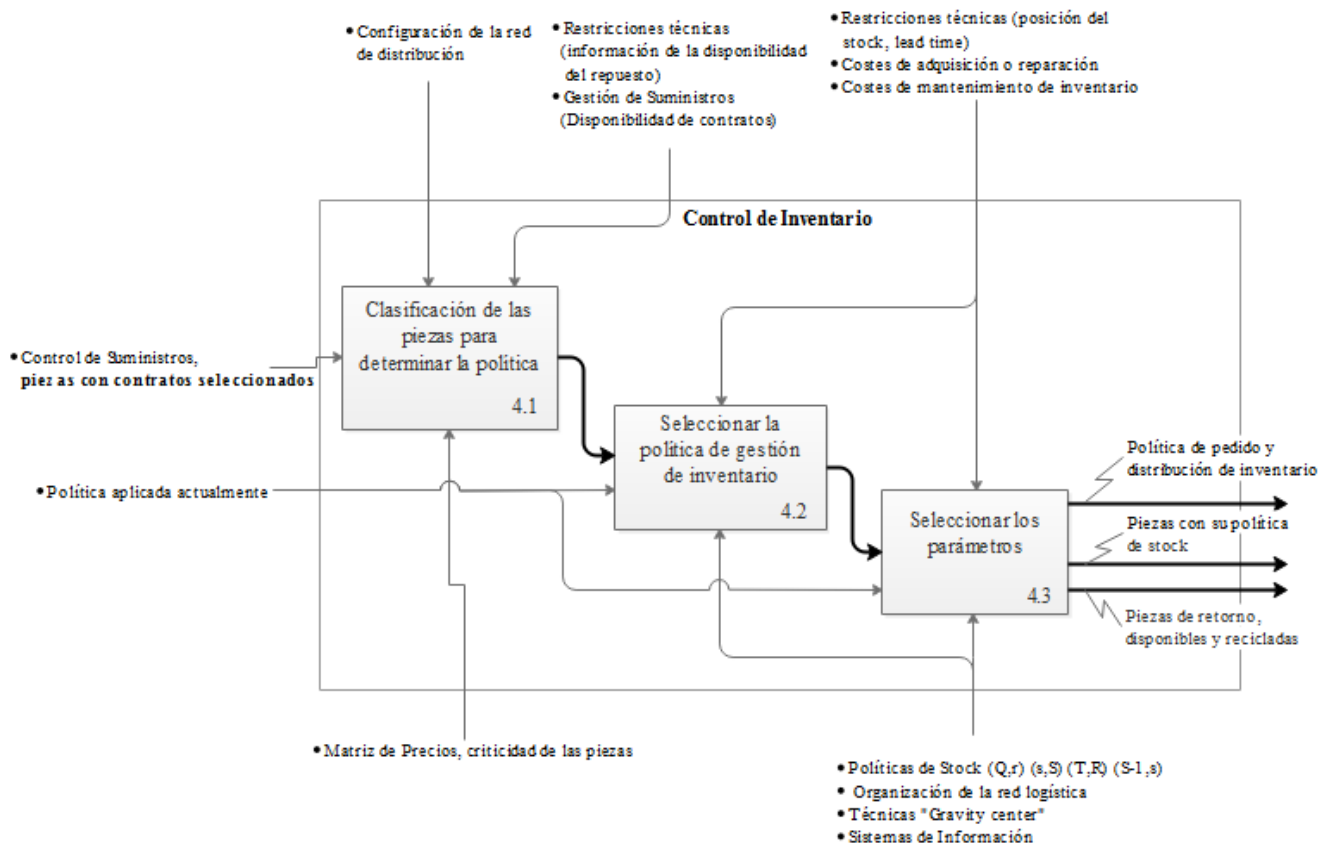 • Configuración de la red
de distribución
• Restricciones técnicas
(información de la disponibilidad
del repuesto)
• Gestión de Suministros
(Disponibilidad de contratos)
• Restricciones técnicas (posición del
stock, lead time)
• Costes de adquisición o reparación
• Costes de mantenimiento de inventario
Control de Inventario
Clasificación de las
piezas para
determinar la política
4.1
• Control de Suministros,
piezas con contratos seleccionados
Seleccionar la
política de gestión
de inventario
4.2
• Política aplicada actualmente
Seleccionar los
parámetros
4.3
Política de pedido y
distribución de inventario
Piezas con su política
de stock
Piezas de retorno,
disponibles y recicladas
• Matriz de Precios, criticidad de las piezas
• Políticas de Stock (Q,r) (s,S) (T,R) (S-1,s)
• Organización de la red logística
• Técnicas "Gravity center"
• Sistemas de Información